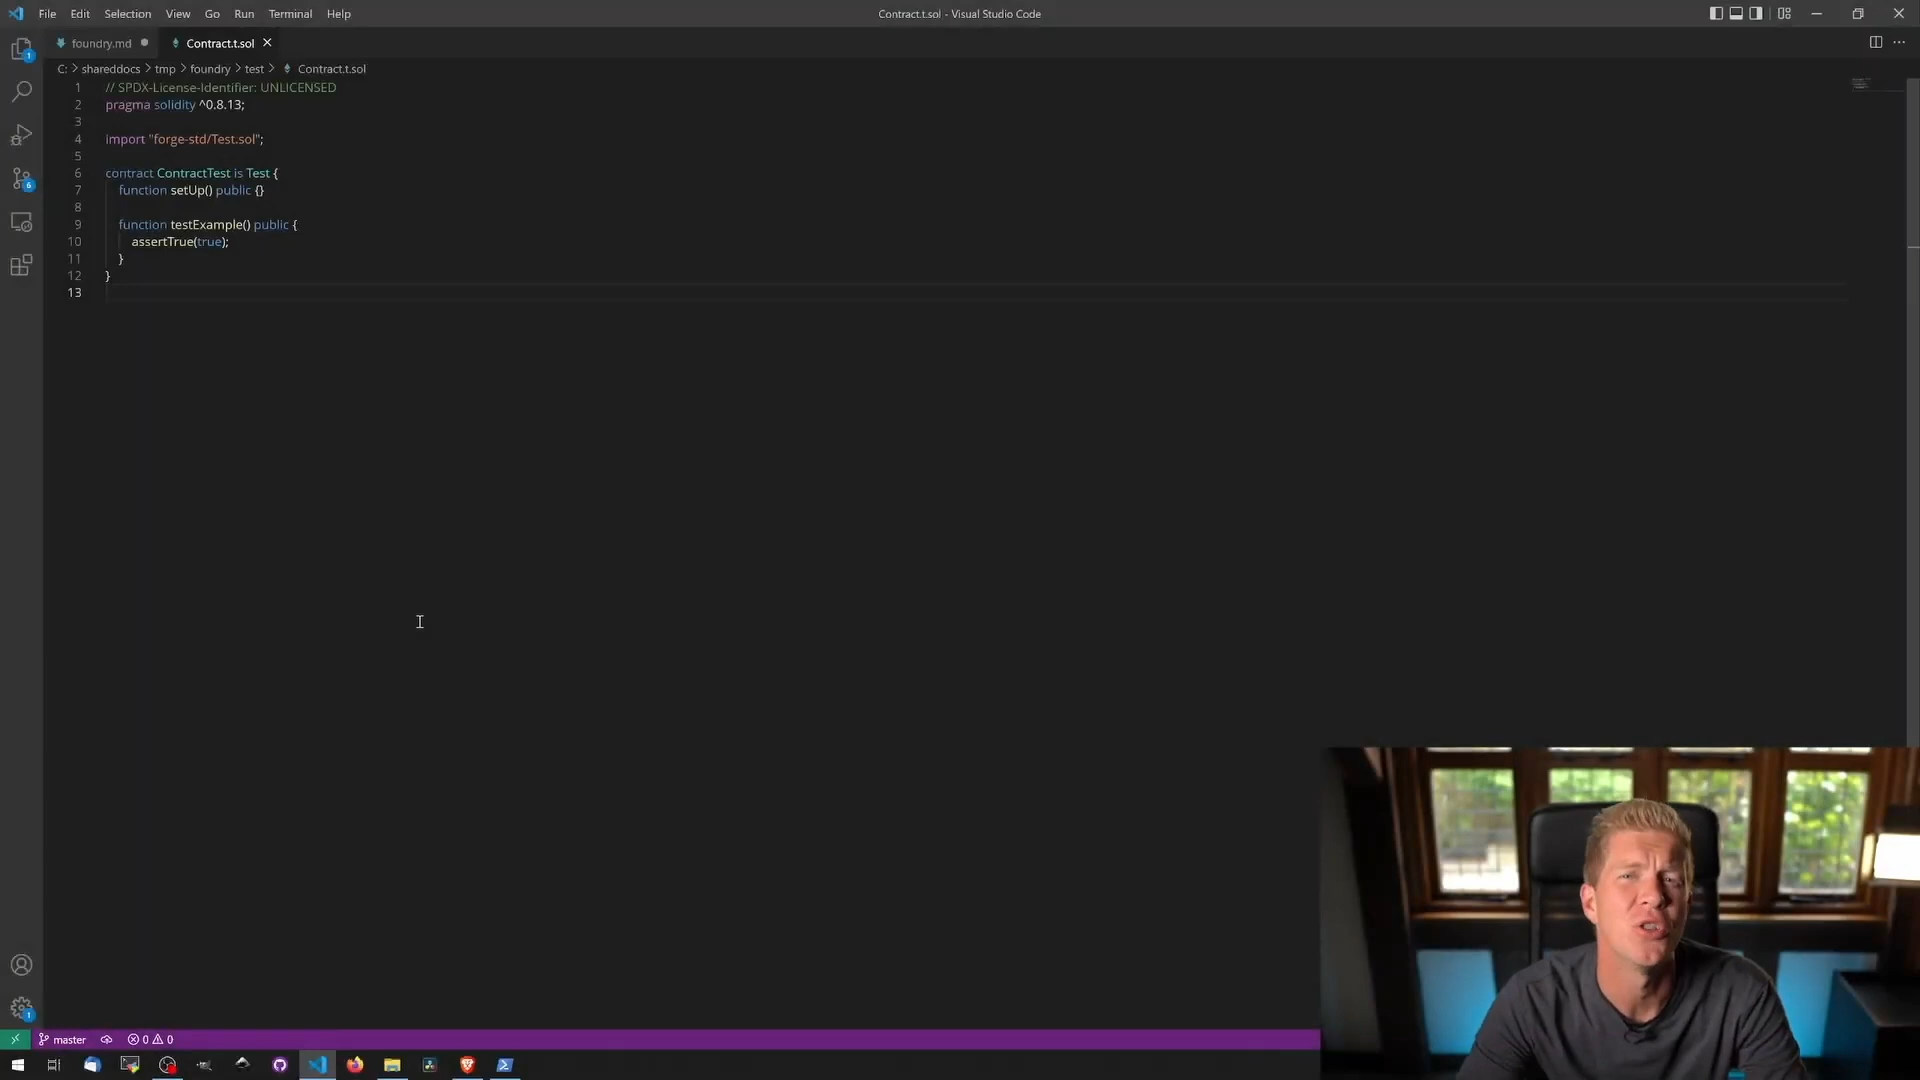 File Edit Selection View Go Run Terminal Help
Contract.t.sol - Visual Studio Code
foundry.md
Contract.t.sol
C: > shareddocs > tmp > foundry > test > Contract.t.sol
1 // SPDX-License-Identifier: UNLICENSED
2 pragma solidity ^0.8.13;
3
4 import "forge-std/Test.sol";
5
6 contract ContractTest is Test {
7 function setUp() public {}
8
9 function testExample() public {
10 assertTrue(true);
11 }
12 }
13
1
6
1
master
0 0